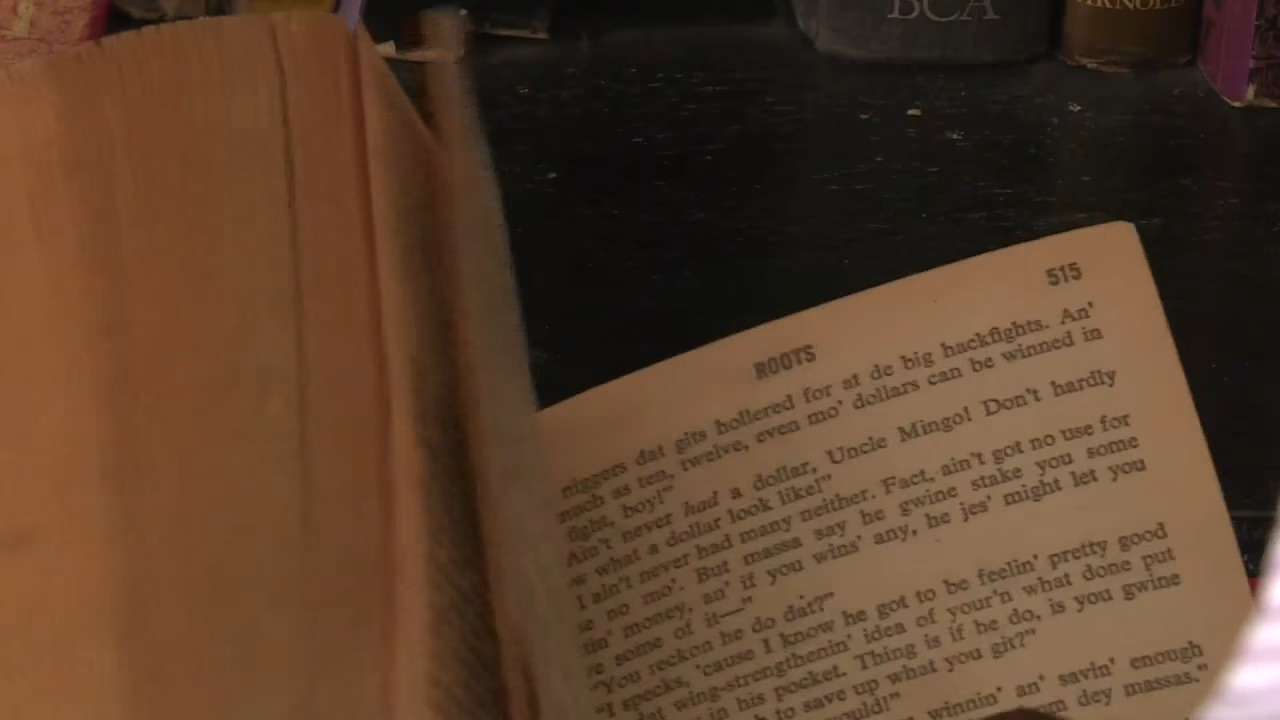 BCA
ARNOLD
515
ROOTS
niggers dat gits hollered for at de big hackfights. An'
much as ten, twelve, even mo' dollars can be winned in
fight, boy!"
Ain't never had a dollar, Uncle Mingo! Don't hardly
w what a dollar look like!"
I ain't never had many neither. Fact, ain't got no use for
no mo'. But massa say he gwine stake you some
tin' money, an' if you wins' any, he jes' might let you
e some of it—"
"You reckon he do dat?"
"I specks, 'cause I know he got to be feelin' pretty good
dat wing-strengthenin' idea of your'n what done put
in his pocket. Thing is if he do, is you gwine
to save up what you git?"
would!"
winnin' an' savin' enough
dey massas."